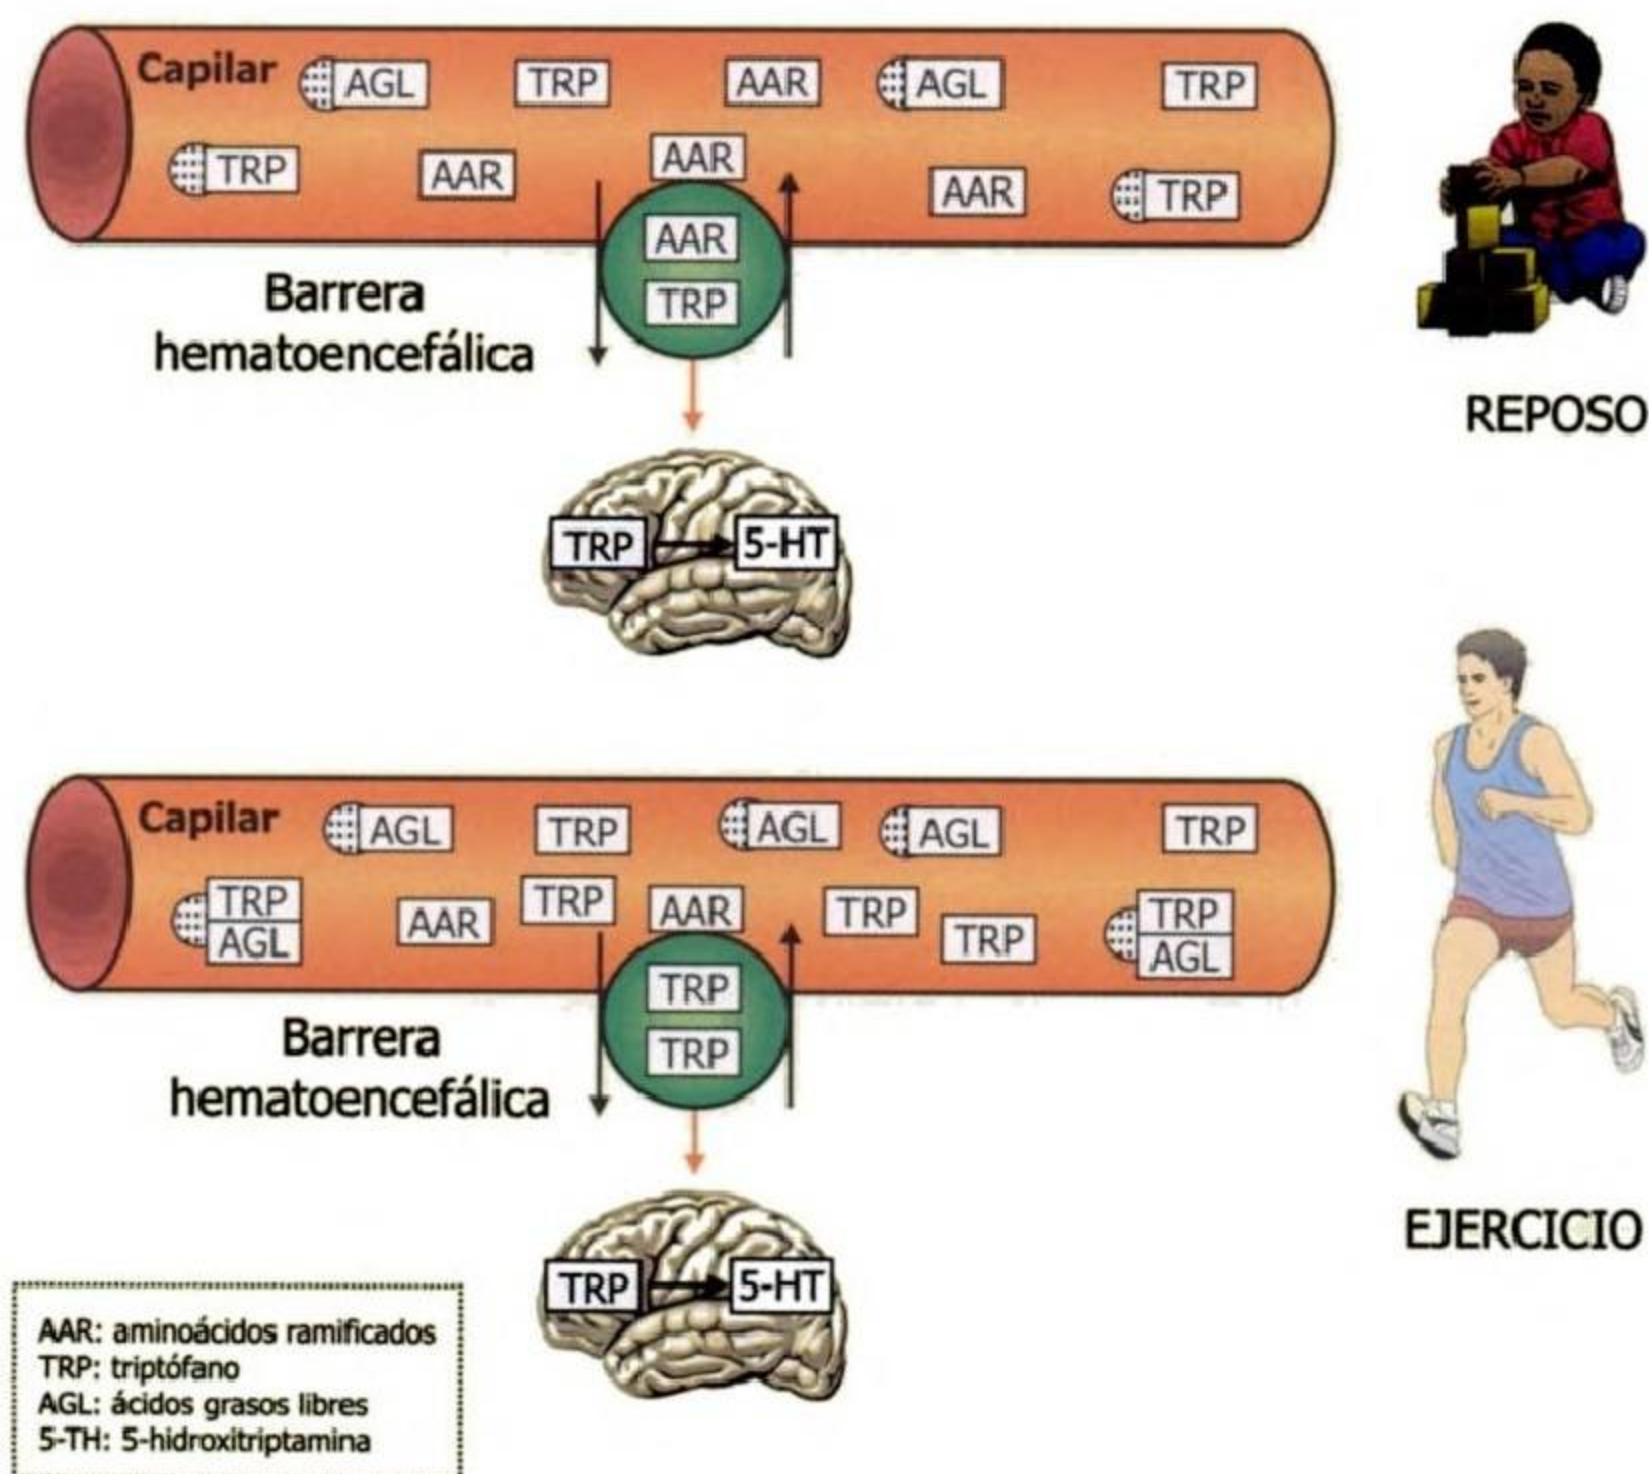 Capilar
AGL TRP AAR AGL TRP
TRP AAR AAR AAR TRP
AAR
TRP
Barrera
hematoencefálica
REPOSO
TRP 5-HT
Capilar
AGL TRP AGL AGL TRP
TRP AAR TRP AAR TRP TRP TRP
AGL AGL
TRP
TRP
Barrera
hematoencefálica
EJERCICIO
TRP 5-HT
AAR: aminoácidos ramificados
TRP: triptófano
AGL: ácidos grasos libres
5-TH: 5-hidroxitriptamina